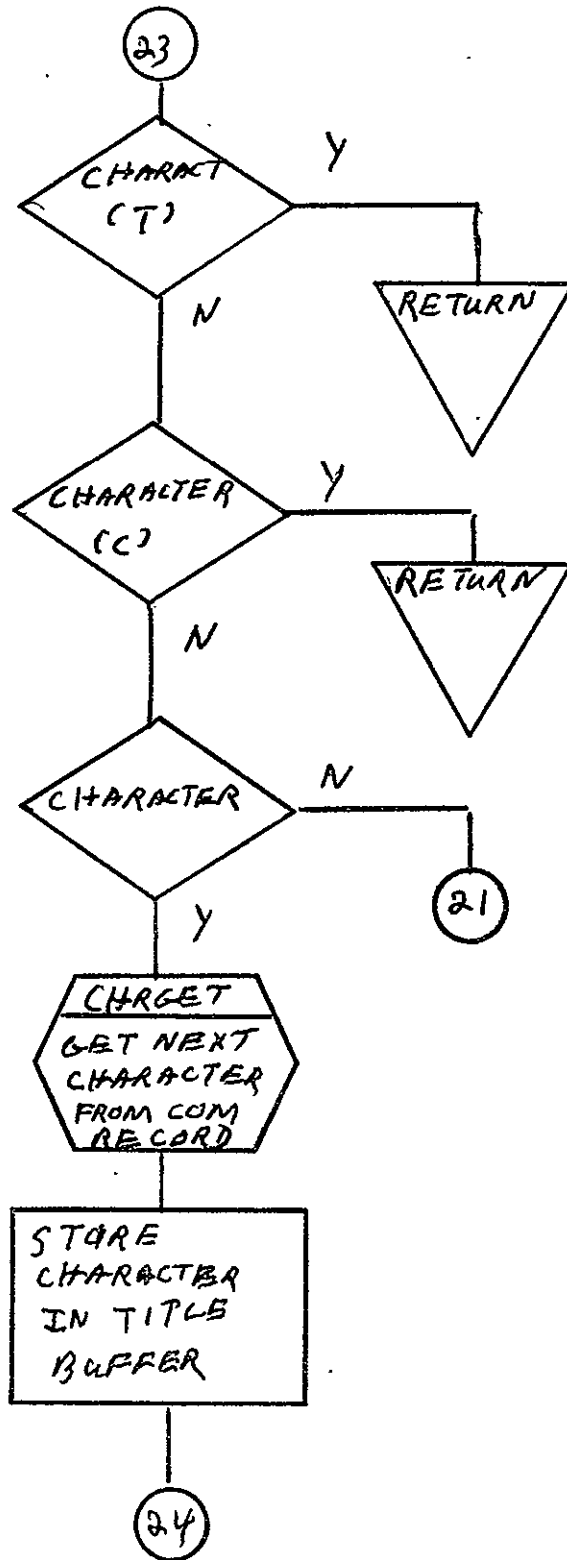 23
CHARACT
(T)
Y
RETURN
N
CHARACTER
(C)
Y
RETURN
N
CHARACTER
N
21
Y
CHRGET
GET NEXT
CHARACTER
FROM COM
RECORD
STORE
CHARACTER
IN TITLE
BUFFER
24